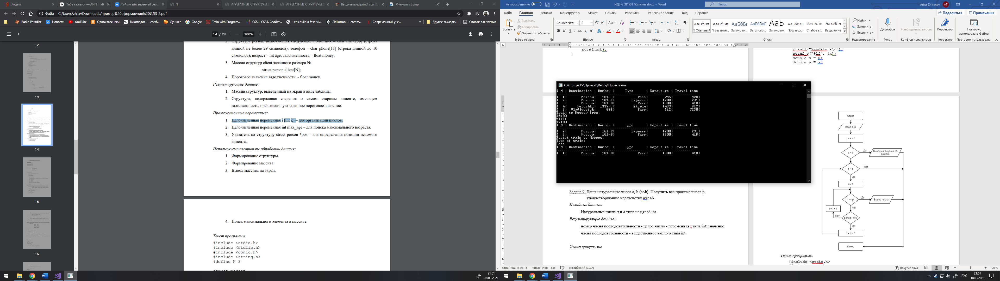 Яндекс
Тебе кажется — АИГЕЛ
Тайм-лайн весенней сесс
1
АГРЕГАТНЫЕ СТРУКТУРЫ Д
АГРЕГАТНЫЕ СТРУКТУРЫ Д
Ввод-вывод (printf, scanf),
Функция strcmp
Файл
C:/Users/zhite/Downloads/пример%20оформления%20ИДЗ_2.pdf
Radio Paradise
Train with Program...
CSS и CSS3. Свойст...
Let's build a fast, sli...
Skillotron — comm...
Современный уче...
Новости
YouTube
Одноклассники
Википедия — своб...
Лучшее
Google
Другие закладки
Список для чтения
1
14 / 28
100%
12
13
14
15
16
2. Структура person, включающая следующие поля: имя – char name[30] (строка
длиной не более 29 символов); телефон – char phone[11] (строка длиной до 10
символов); возраст – int age; задолженность – float money.
3. Массив структур client заданного размера N:
struct person client[N];
4. Пороговое значение задолженности - float money.
Результирующие данные:
1. Массив структур, выведенный на экран в виде таблицы.
2. Структура, содержащая сведения о самом старшем клиенте, имеющем
задолженность, превышающую заданное пороговое значение.
Промежуточные переменные:
1. Целочисленная переменная i (int i;) – для организации циклов.
2. Целочисленная переменная int max_age – для поиска максимального возраста.
3. Указатель на структуру struct person *pos – для определения позиции искомого
клиента.
Используемые алгоритмы обработки данных:
1. Формирование структуры.
2. Формирование массива.
3. Вывод массива на экран.
4. Поиск максимального элемента в массиве.
Текст программы.
#include <stdio.h>
#include <stdlib.h>
#include <conio.h>
#include <string.h>
#define N 3
struct person
21:51
18.03.2021
Автосохранение
ИДЗ-2 ЗИ501 Житенев.docx - Word
Поиск
Artur Zhitenev
AZ
Файл
Главная
Вставка
Конструктор
Макет
Ссылки
Рассылки
Рецензирование
Вид
Справка
Поделиться
Примечания
Вставить
Вырезать
Копировать
Формат по образцу
Буфер обмена
Courier New
12
Шрифт
Абзац
АаБбВв
¶ Обычный
АаБбВв
¶ Без инте...
АаБбВ
Заголово...
АаБбВ
Заголово...
Ааb
Заголовок
АаБбВвГ
Подзагол...
АаБбВв
Слабое в...
АаБбВв
Выделение
Стили
Найти
Заменить
Выделить
Редактирование
Диктофон
Голос
Конфиденциальность
Конфиденциальность
Корректор
Корректор
Повторно
использовать файлы
Повторно использоват...
puts(numb);
}
printf("Vvedite x\n");
scanf_s("%lf", &x);
double s = 0;
double a = x;
G:\C_project's\Проект2\Debug\Проект2.exe
| N | Destination | Number |      Type       | Departure | Travel time
| 1|        Moscow|   101-A|             Pass|        745|         420|
| 2|        Moscow|   101-E|          Express|       1200|         231|
| 3|        Moscow|   101-B|             Pass|       1800|         418|
| 4|      Petushki|  1337-V|           Skoriy|       1433|         812|
| 5|   Vladivostok|     001|             Pass|        612|        7230|
Train to Moscow from:
10:00
till:
19:00
| N | Destination | Number |      Type       | Departure | Travel time
| 2|        Moscow|   101-E|          Express|       1200|         231|
| 3|        Moscow|   101-B|             Pass|       1800|         418|
Fastet train to Moscow:
Type of train:
Pass
| N | Destination | Number |      Type       | Departure | Travel time
| 1|        Moscow|   101-B|             Pass|       1800|         418|
Задача 9. Даны натуральные числа a, b (a<b). Получить все простые числа p,
удовлетворяющие неравенству a≤p<b.
Исходные данные:
Натуральные числа a и b типа unsigned int.
Результирующие данные:
номер члена последовательности - целое число - переменная i типа int; значение
члена последовательности - вещественное число p типа int.
Схема программы
Старт
Ввод a, b
p = a + 1
a > b
Да
Вывод сообщения об
ошибке
p < b
Нет
Да
i = 2
i == p
Да
Вывод числа
i = i + 1
Нет
Нет
p mod i ==0
Да
p = p + 1
Конец
Текст программы
#include <stdio.h>
Страница 13 из 15
Число слов: 1638
английский (США)
Фокусировка
100 %
РУС
21:51
18.03.2021